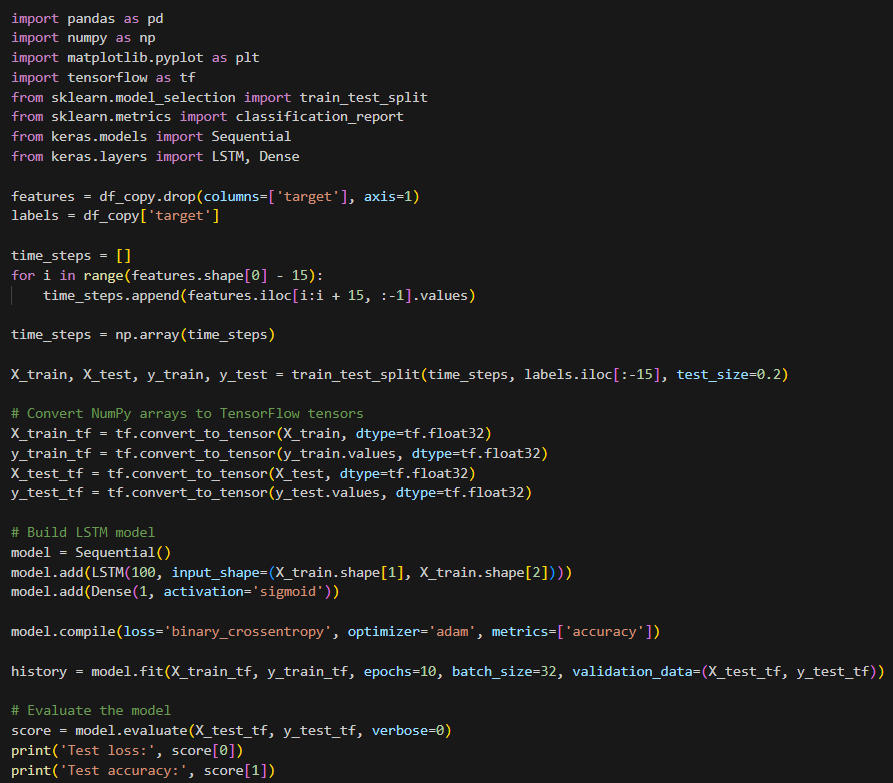 import pandas as pd
import numpy as np
import matplotlib.pyplot as plt
import tensorflow as tf
from sklearn.model_selection import train_test_split
from sklearn.metrics import classification_report
from keras.models import Sequential
from keras.layers import LSTM, Dense

features = df_copy.drop(columns=['target'], axis=1)
labels = df_copy['target']

time_steps = []
for i in range(features.shape[0] - 15):
    time_steps.append(features.iloc[i:i + 15, :-1].values)

time_steps = np.array(time_steps)

X_train, X_test, y_train, y_test = train_test_split(time_steps, labels.iloc[:-15], test_size=0.2)

# Convert NumPy arrays to TensorFlow tensors
X_train_tf = tf.convert_to_tensor(X_train, dtype=tf.float32)
y_train_tf = tf.convert_to_tensor(y_train.values, dtype=tf.float32)
X_test_tf = tf.convert_to_tensor(X_test, dtype=tf.float32)
y_test_tf = tf.convert_to_tensor(y_test.values, dtype=tf.float32)

# Build LSTM model
model = Sequential()
model.add(LSTM(100, input_shape=(X_train.shape[1], X_train.shape[2])))
model.add(Dense(1, activation='sigmoid'))

model.compile(loss='binary_crossentropy', optimizer='adam', metrics=['accuracy'])

history = model.fit(X_train_tf, y_train_tf, epochs=10, batch_size=32, validation_data=(X_test_tf, y_test_tf))

# Evaluate the model
score = model.evaluate(X_test_tf, y_test_tf, verbose=0)
print('Test loss:', score[0])
print('Test accuracy:', score[1])